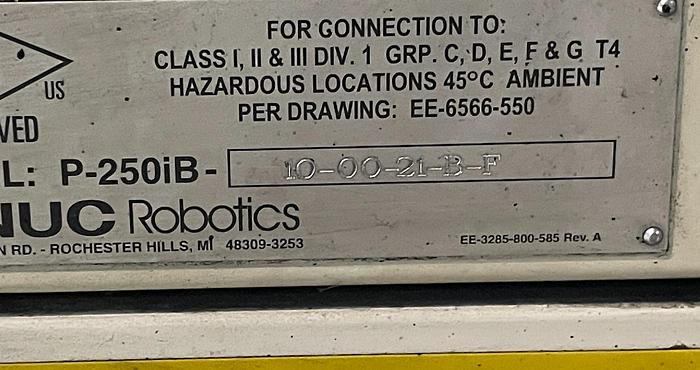 FOR CONNECTION TO:
CLASS I, II & III DIV. 1 GRP. C, D, E, F & G T4
HAZARDOUS LOCATIONS 45°C AMBIENT
US
PER DRAWING: EE-6566-550
VED
L: P-250iB- 10-00-21-B-F
NUC Robotics
N RD. - ROCHESTER HILLS, MI 48309-3253
EE-3285-800-585 Rev. A